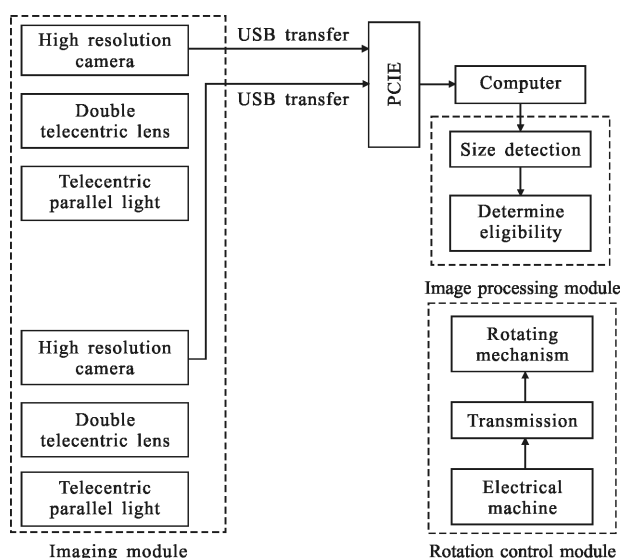 High resolution
camera
Double
telecentric lens
Telecentric
parallel light
High resolution
camera
Double
telecentric lens
Telecentric
parallel light
Imaging module
USB transfer
USB transfer
PCIE
Computer
Size detection
Determine
eligibility
Image processing module
Rotating
mechanism
Transmission
Electrical
machine
Rotation control module